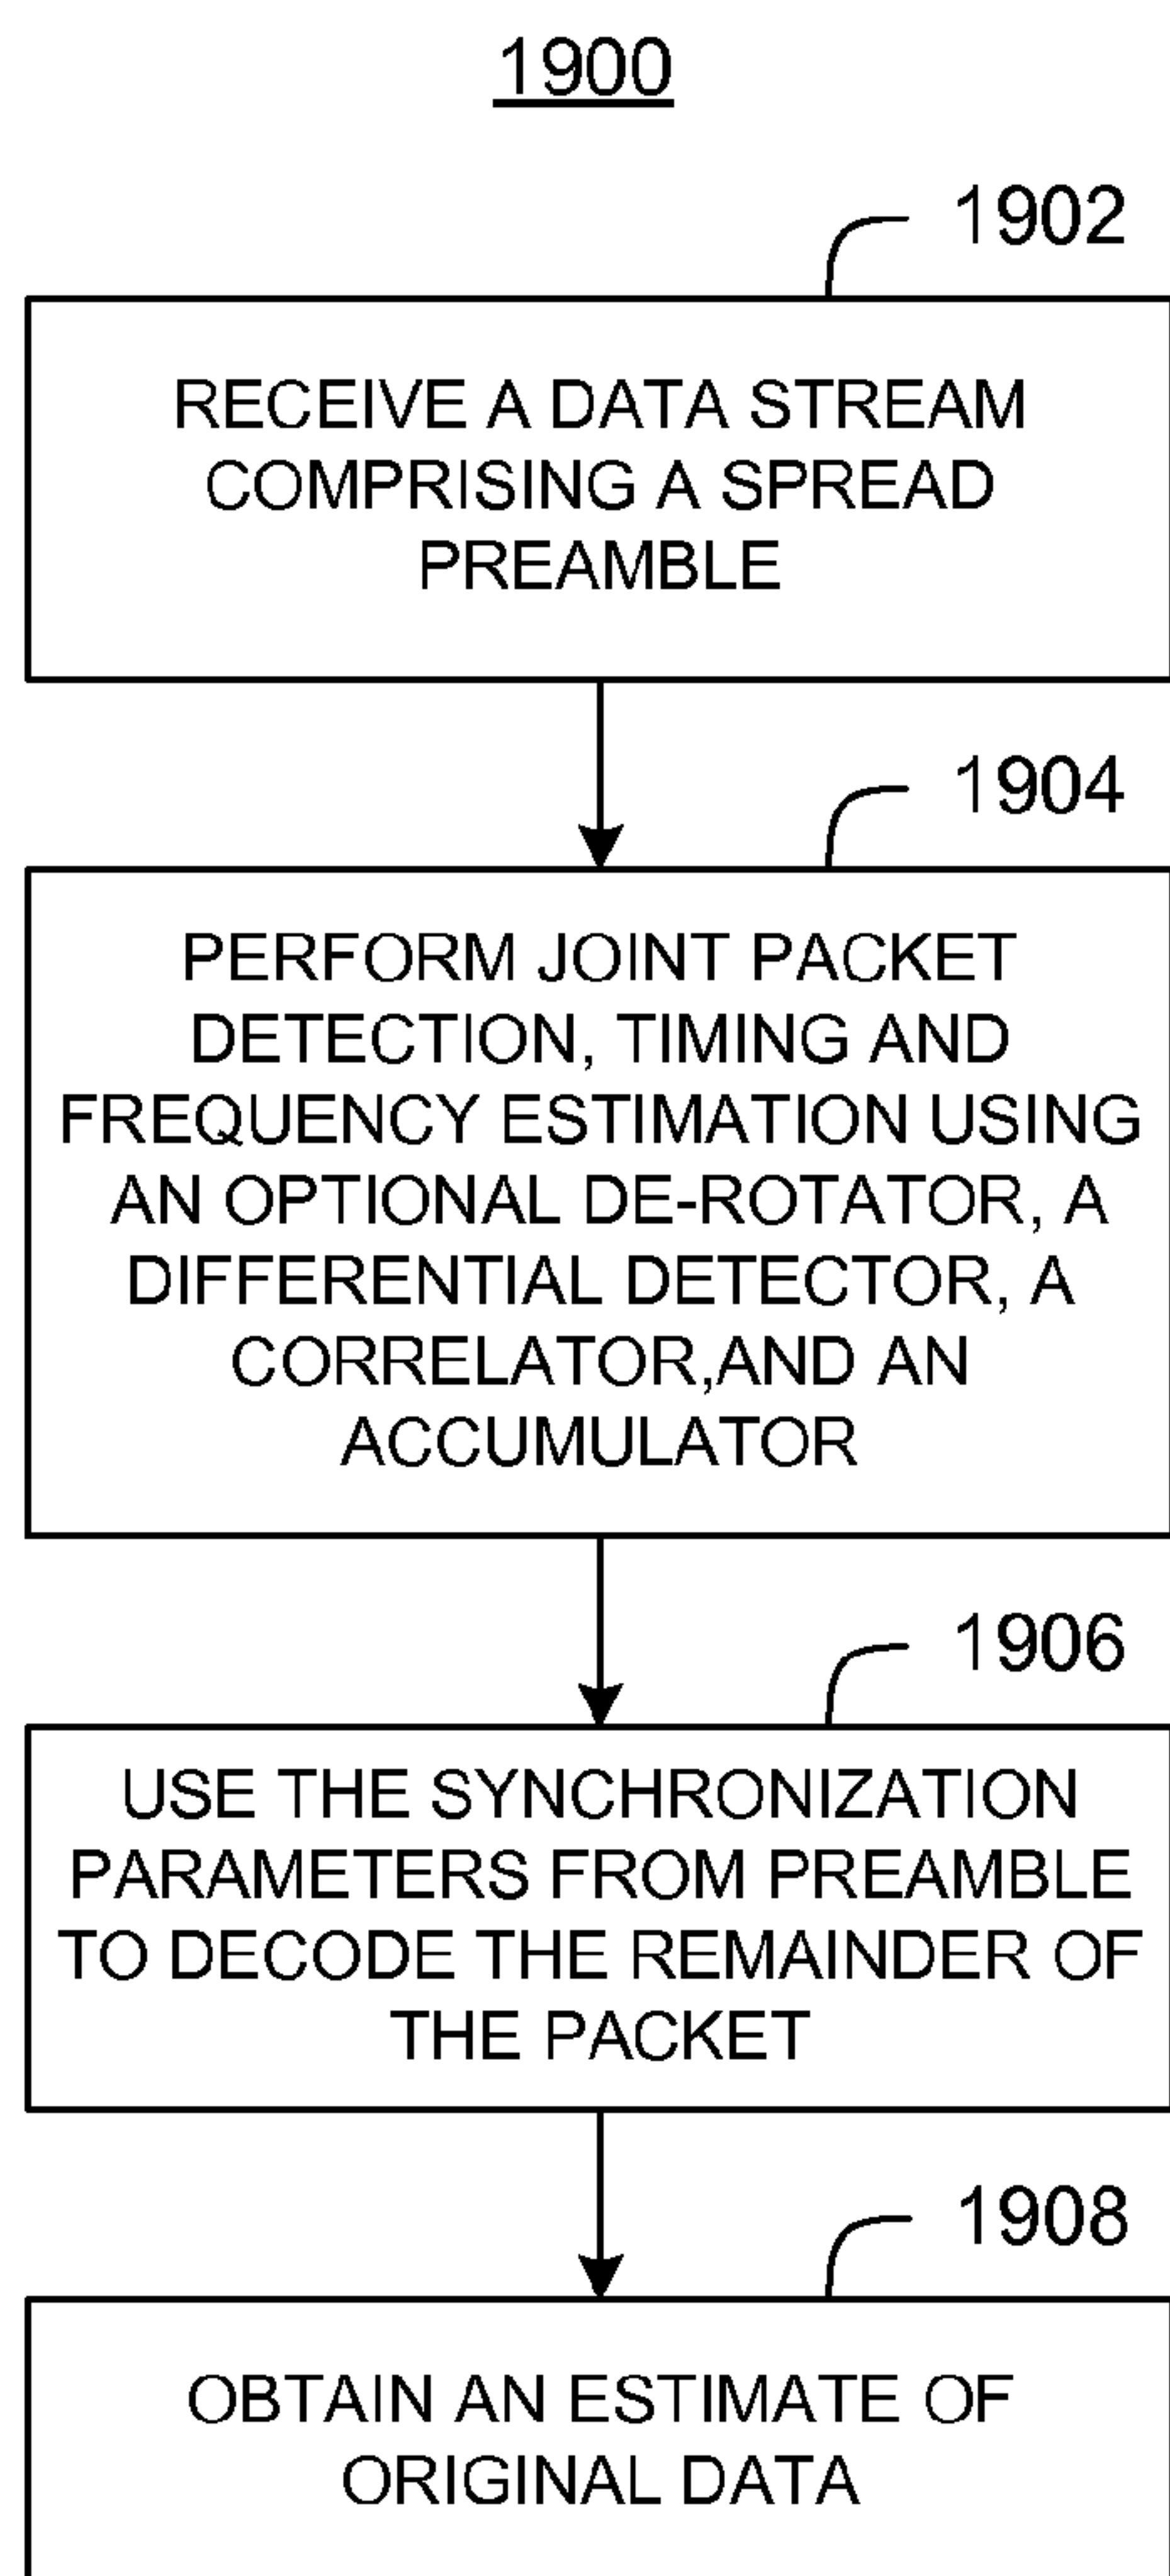 1900
1902
RECEIVE A DATA STREAM
COMPRISING A SPREAD
PREAMBLE
1904
PERFORM JOINT PACKET
DETECTION, TIMING AND
FREQUENCY ESTIMATION USING
AN OPTIONAL DE-ROTATOR, A
DIFFERENTIAL DETECTOR, A
CORRELATOR,AND AN
ACCUMULATOR
1906
USE THE SYNCHRONIZATION
PARAMETERS FROM PREAMBLE
TO DECODE THE REMAINDER OF
THE PACKET
1908
OBTAIN AN ESTIMATE OF
ORIGINAL DATA